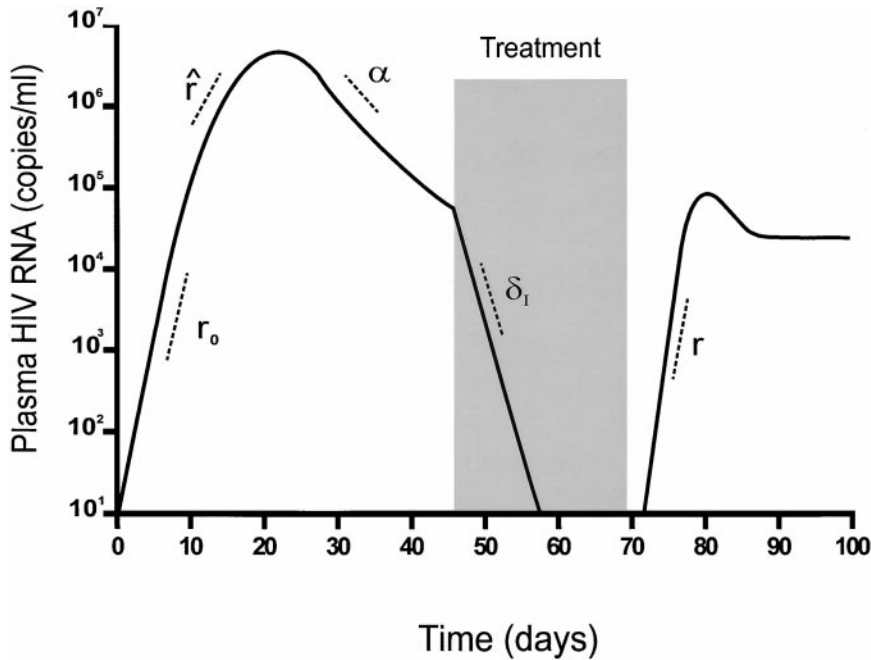 Treatment
Plasma HIV RNA (copies/ml)
10⁷
10⁶
10⁵
10⁴
10³
10²
10¹
r̂
α
r₀
δ_I
r
0 10 20 30 40 50 60 70 80 90 100
Time (days)